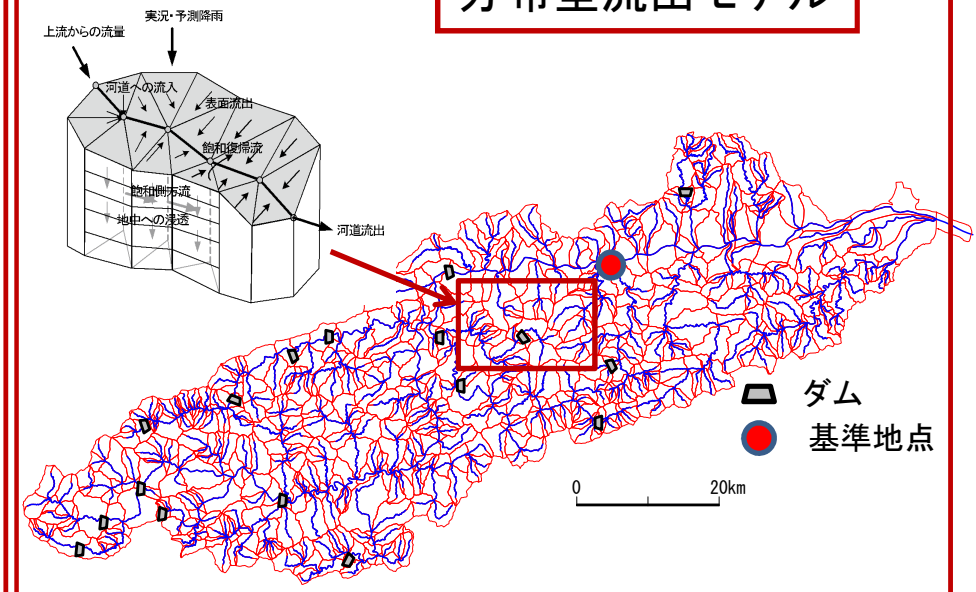 分布型流出モデル
実況・予測降雨
上流からの流量
河道への流入
表面流出
飽和復帰流
飽和側方流
地中への浸透
河道流出
ダム
基準地点
0 20km